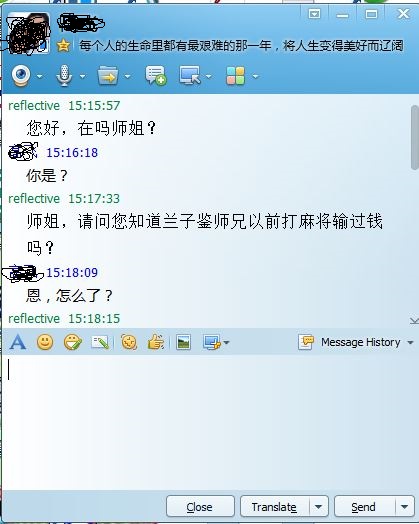 每个人的生命里都有最艰难的那一年，将人生变得美好而辽阔
reflective 15:15:57
您好，在吗师姐？
15:16:18
你是？
reflective 15:17:33
师姐，请问您知道兰子鉴师兄以前打麻将输过钱
吗？
15:18:09
恩，怎么了？
reflective 15:18:15
A
Message History
Close Translate Send